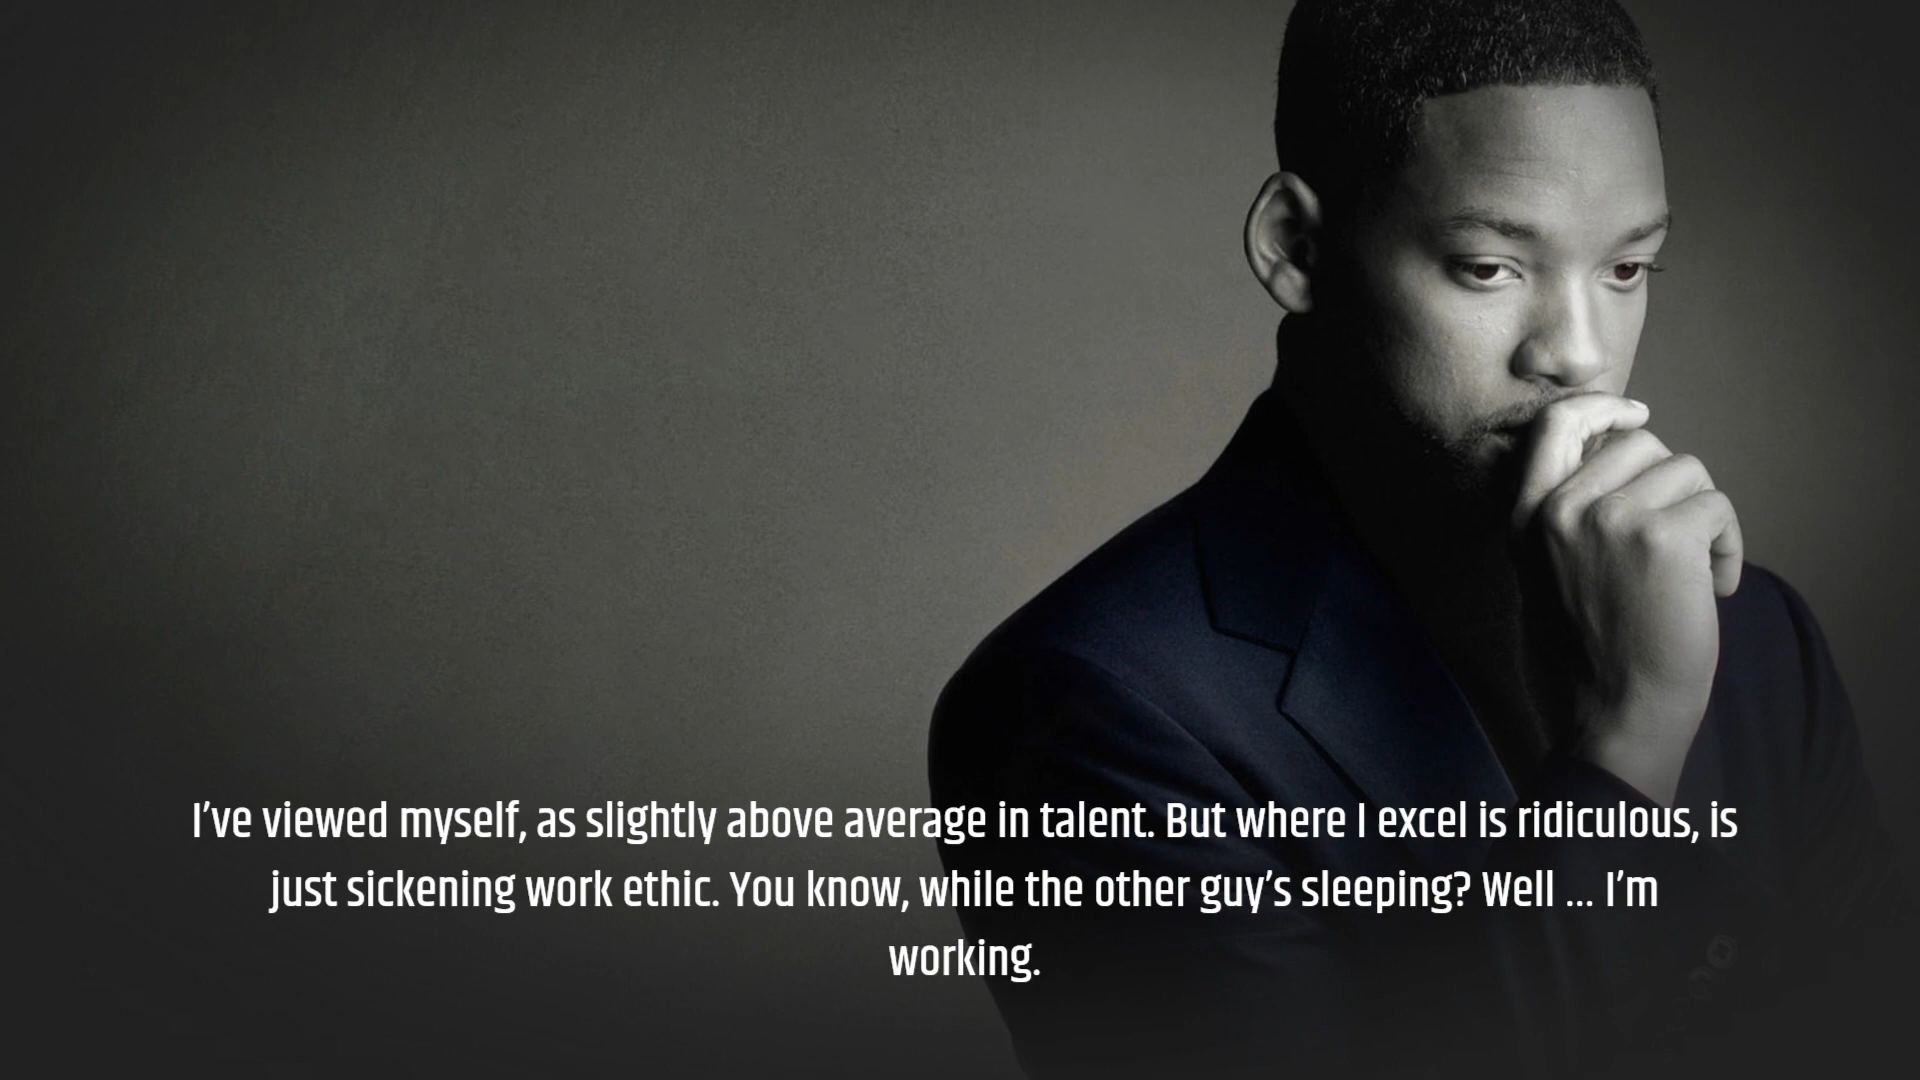 I’ve viewed myself, as slightly above average in talent. But where I excel is ridiculous, is
just sickening work ethic. You know, while the other guy’s sleeping? Well ... I’m
working.